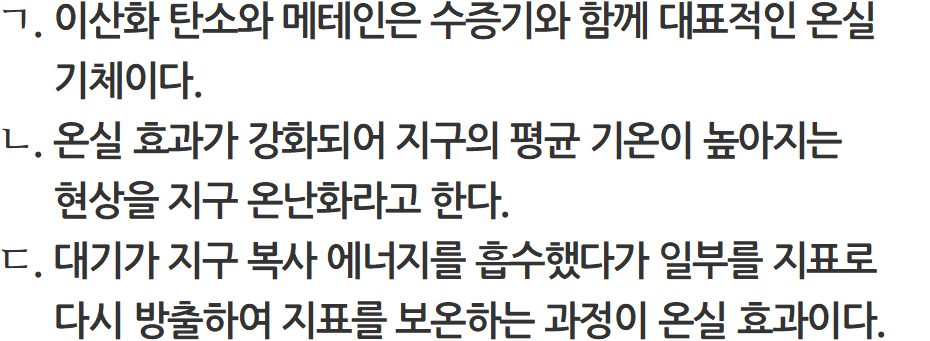 ㄱ. 이산화 탄소와 메테인은 수증기와 함께 대표적인 온실
기체이다.
ㄴ. 온실 효과가 강화되어 지구의 평균 기온이 높아지는
현상을 지구 온난화라고 한다.
ㄷ. 대기가 지구 복사 에너지를 흡수했다가 일부를 지표로
다시 방출하여 지표를 보온하는 과정이 온실 효과이다.